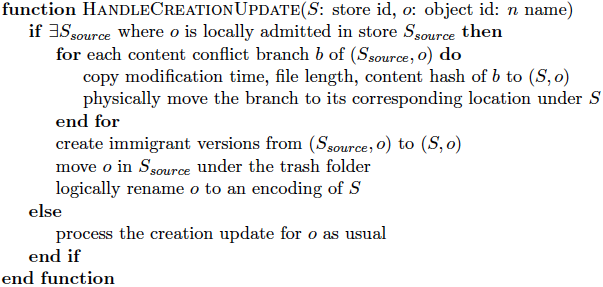 function HANDLECREATIONUPDATE(S: store id, o: object id: n name)
if ∃S_source where o is locally admitted in store S_source then
for each content conflict branch b of (S_source, o) do
copy modification time, file length, content hash of b to (S, o)
physically move the branch to its corresponding location under S
end for
create immigrant versions from (S_source, o) to (S, o)
move o in S_source under the trash folder
logically rename o to an encoding of S
else
process the creation update for o as usual
end if
end function